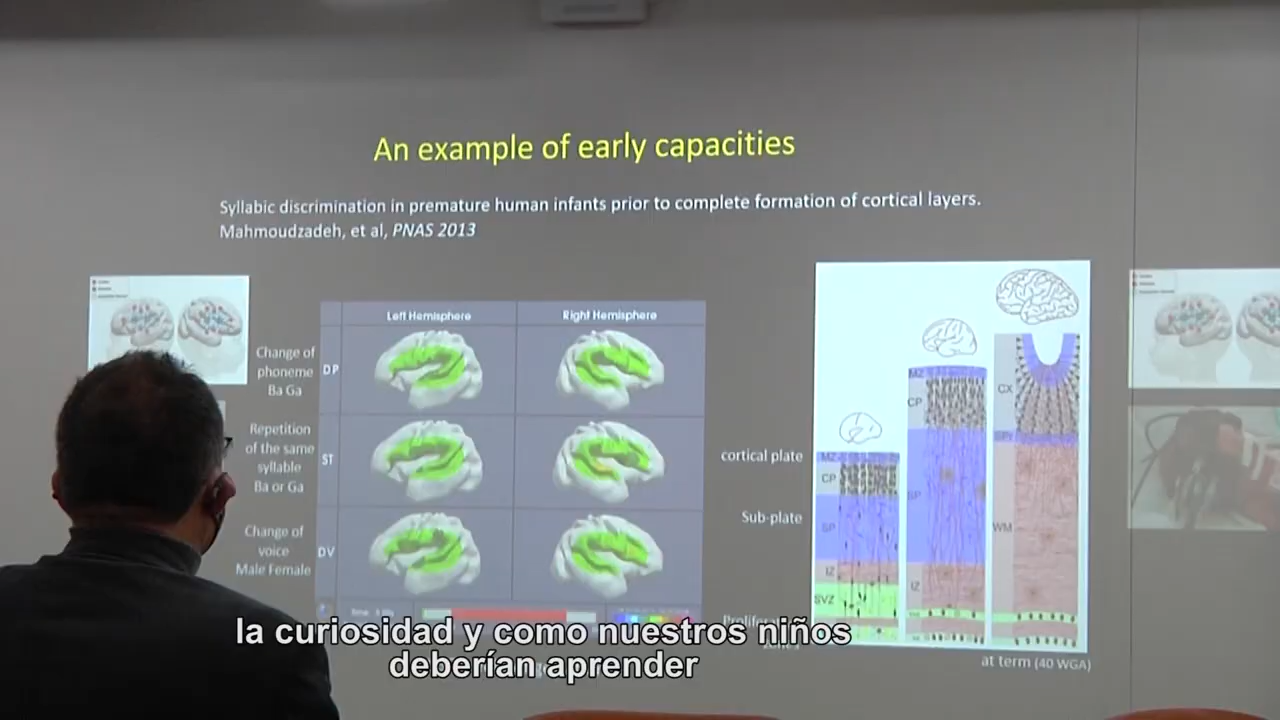 An example of early capacities
Syllabic discrimination in premature human infants prior to complete formation of cortical layers.
Mahmoudzadeh, et al, PNAS 2013
Left Hemisphere
Right Hemisphere
Change of
phoneme
Ba Ga
DP
Repetition
of the same
syllable
Ba or Ga
ST
Change of
voice
Male Female
DV
cortical plate
Sub-plate
MZ
CP
SP
IZ
SVZ
MZ
CP
SP
IZ
CX
WM
at term (40 WGA)
la curiosidad y como nuestros niños
deberían aprender